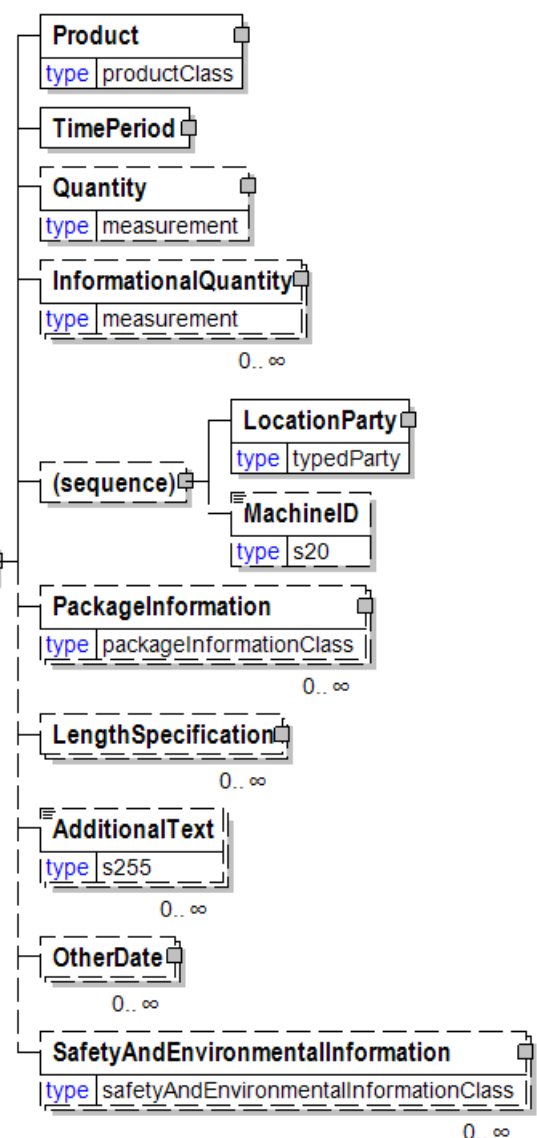 Product
type productClass
TimePeriod
Quantity
type measurement
InformationalQuantity
type measurement
0.. ∞
LocationParty
type typedParty
(sequence)
MachineID
type s20
PackageInformation
type packageInformationClass
0.. ∞
LengthSpecification
0.. ∞
AdditionalText
type s255
0.. ∞
OtherDate
0.. ∞
SafetyAndEnvironmentalInformation
type safetyAndEnvironmentalInformationClass
0.. ∞